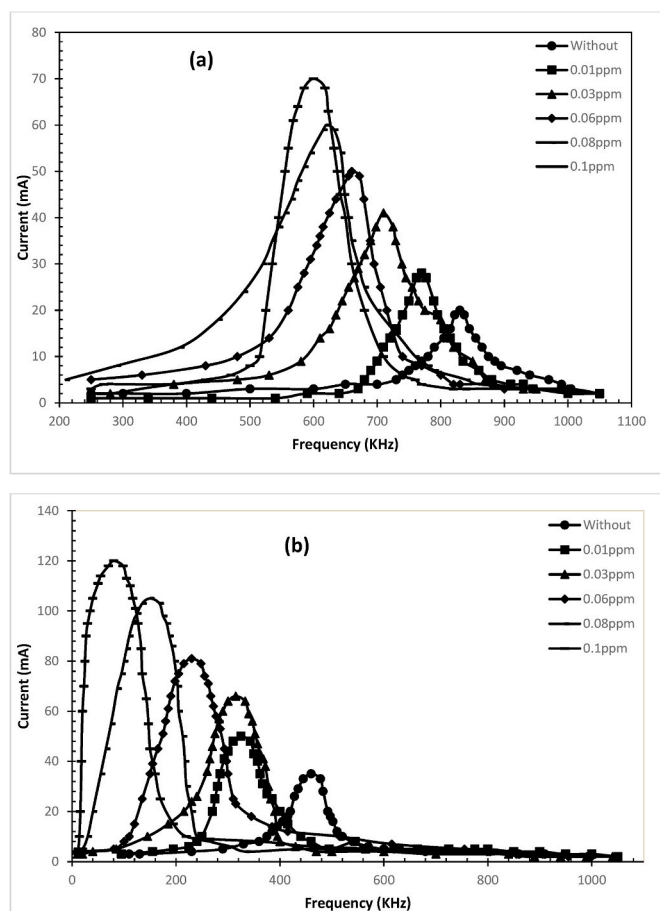 (a)
80
70
60
50
40
30
20
10
0
Current (mA)
200 300 400 500 600 700 800 900 1000 1100
Frequency (KHz)
Without
0.01ppm
0.03ppm
0.06ppm
0.08ppm
0.1ppm
(b)
140
120
100
80
60
40
20
0
Current (mA)
0 200 400 600 800 1000
Frequency (KHz)
Without
0.01ppm
0.03ppm
0.06ppm
0.08ppm
0.1ppm